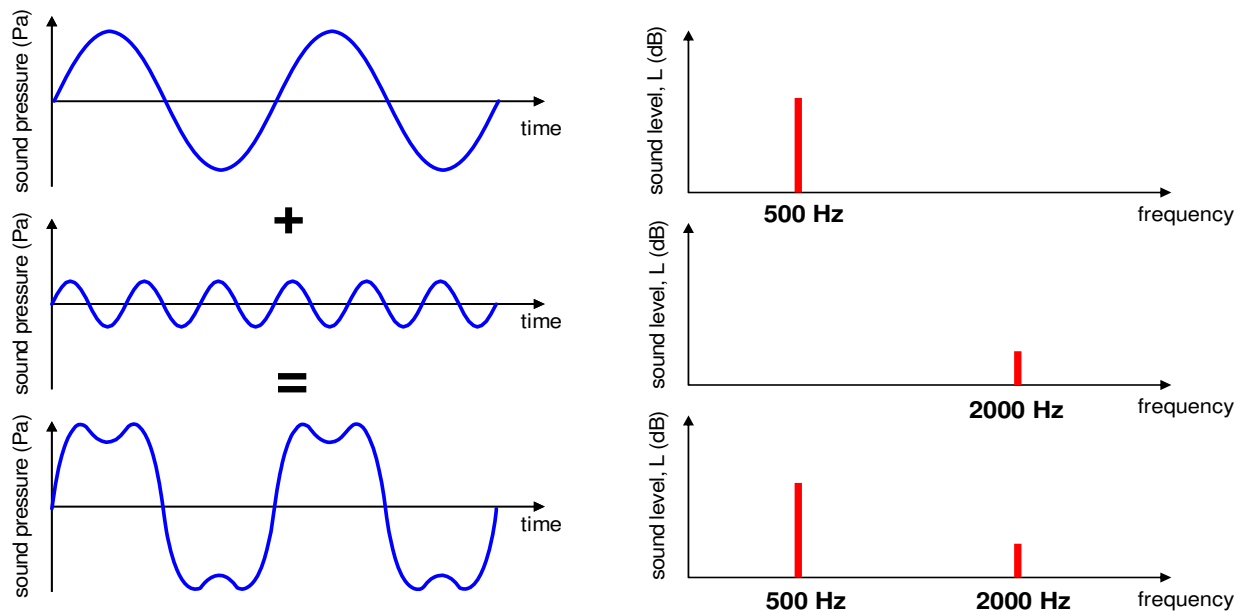 sound pressure (Pa)
time
+
sound pressure (Pa)
time
=
sound pressure (Pa)
time
sound level, L (dB)
500 Hz
frequency
sound level, L (dB)
2000 Hz
frequency
sound level, L (dB)
500 Hz
2000 Hz
frequency